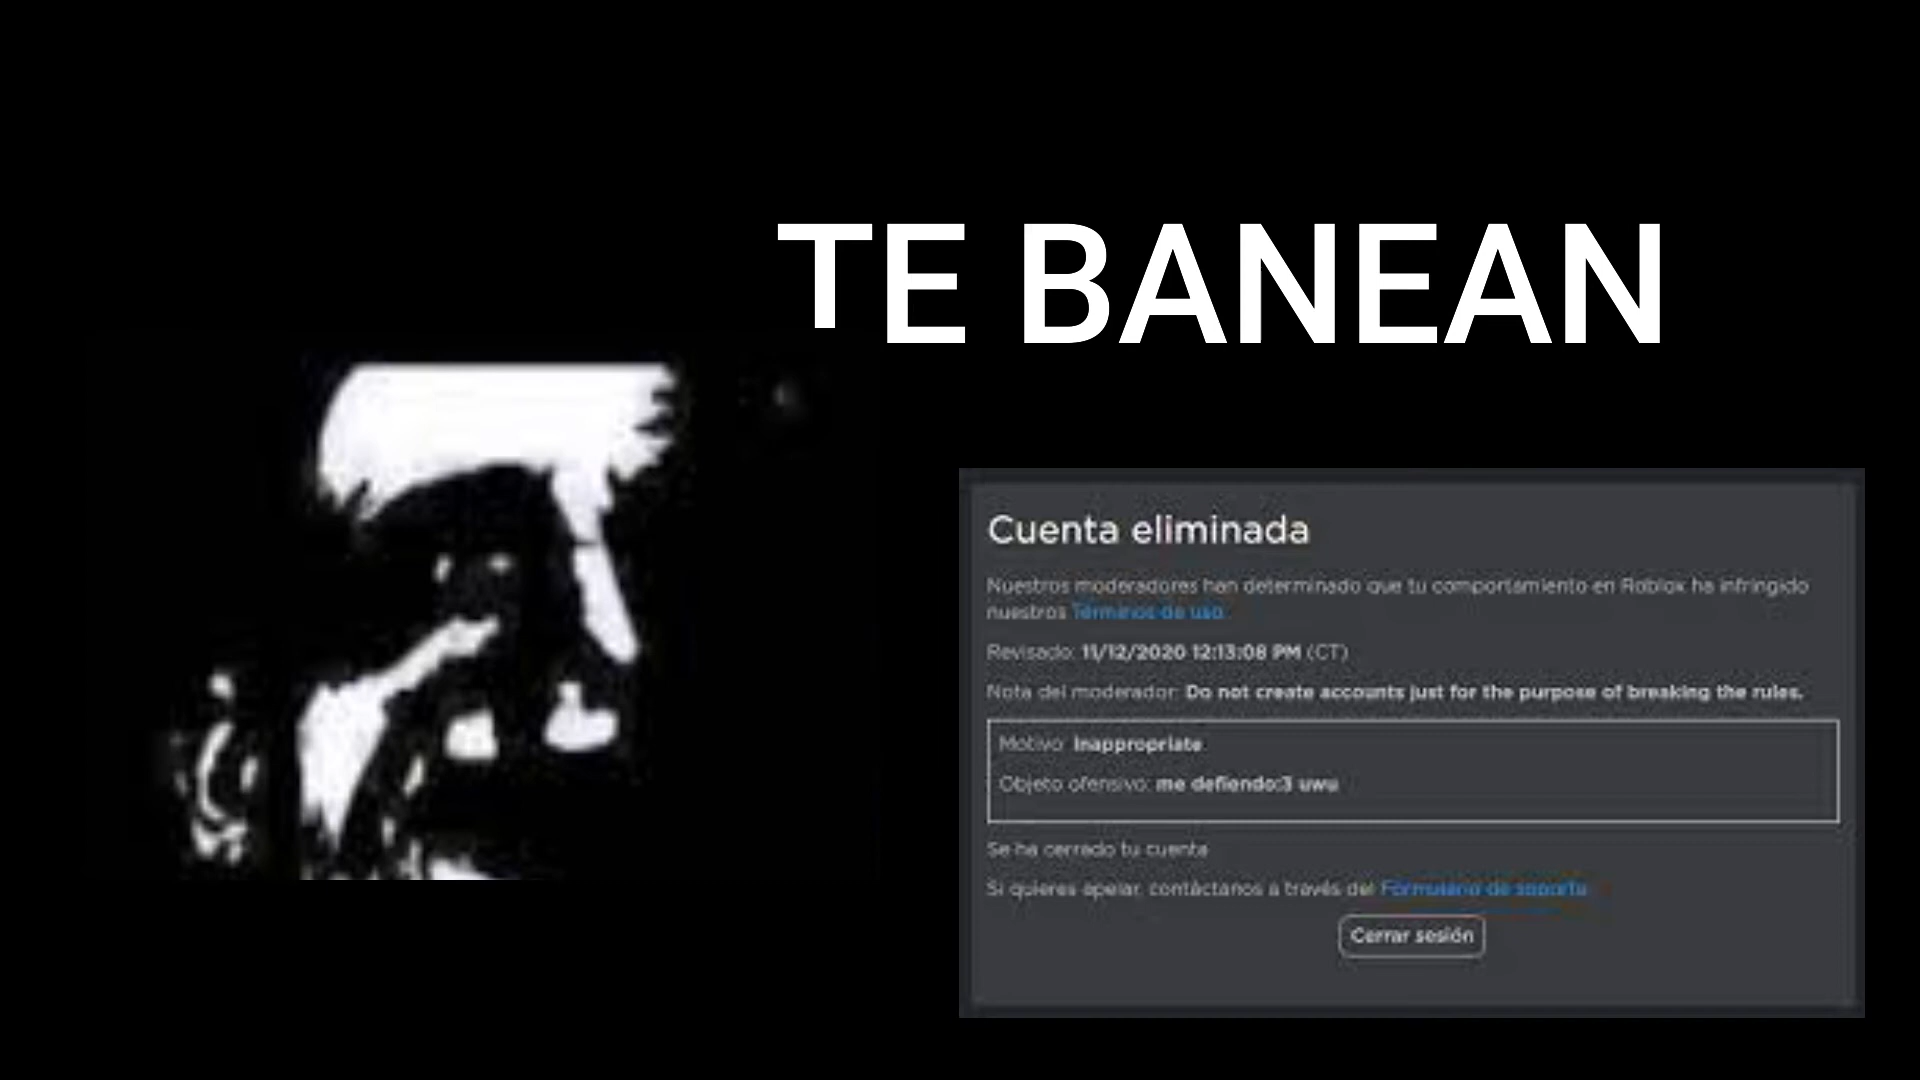 TE BANEAN
Cuenta eliminada
Nuestros moderadores han determinado que tu comportamiento en Roblox ha infringido
nuestros Términos de uso.
Revisado: 11/12/2020 12:13:08 PM (CT)
Nota del moderador: Do not create accounts just for the purpose of breaking the rules.
Motivo: Inappropriate
Objeto ofensivo: me defiendo:3 uwu
Se ha cerrado tu cuenta
Si quieres apelar, contáctanos a través del Formulario de soporte
Cerrar sesión